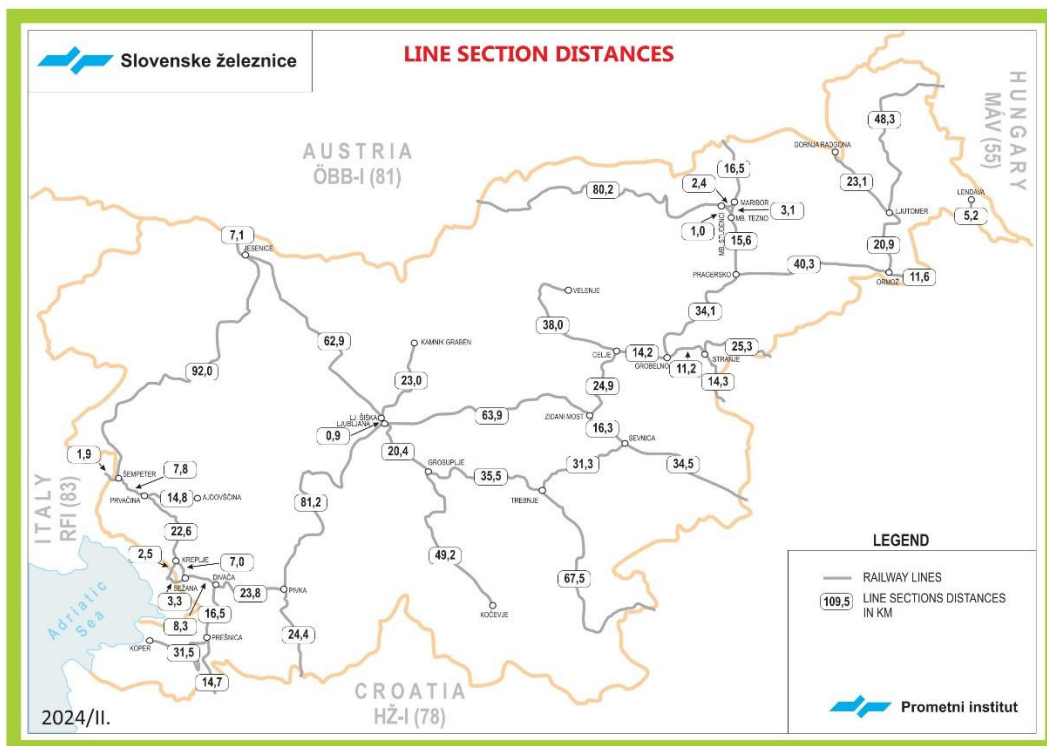 Slovenske železnice
LINE SECTION DISTANCES
AUSTRIA
ÖBB-I (81)
HUNGARY
MÁV (55)
ITALY
RFI (83)
CROATIA
HŽ-I (78)
Adriatic
Sea
48,3
GORNJA RADGONA
16,5
23,1
LENDAVA
5,2
80,2
2,4
MARIBOR
3,1
MB. TEZNO
1,0
MB. STUDENCI
LJUTOMER
7,1
JESENICE
15,6
20,9
PRAGERSKO
40,3
ORMOŽ
11,6
VELENJE
34,1
38,0
62,9
KAMNIK GRABEN
CELJE
14,2
GROBELNO
25,3
STRANJE
11,2
14,3
92,0
23,0
24,9
LJ. ŠIŠKA
LJUBLJANA
63,9
ZIDANI MOST
0,9
16,3
SEVNICA
20,4
GROSUPLJE
1,9
ŠEMPETER
7,8
35,5
31,3
34,5
PRVAČINA
14,8
AJDOVŠČINA
81,2
TREBNJE
22,6
2,5
KREPLJE
7,0
49,2
SEŽANA
DIVAČA
23,8
PIVKA
67,5
3,3
16,5
KOČEVJE
8,3
PREŠNICA
24,4
KOPER
31,5
14,7
LEGEND
RAILWAY LINES
109,5
LINE SECTIONS DISTANCES
IN KM
Prometni institut
2024/II.